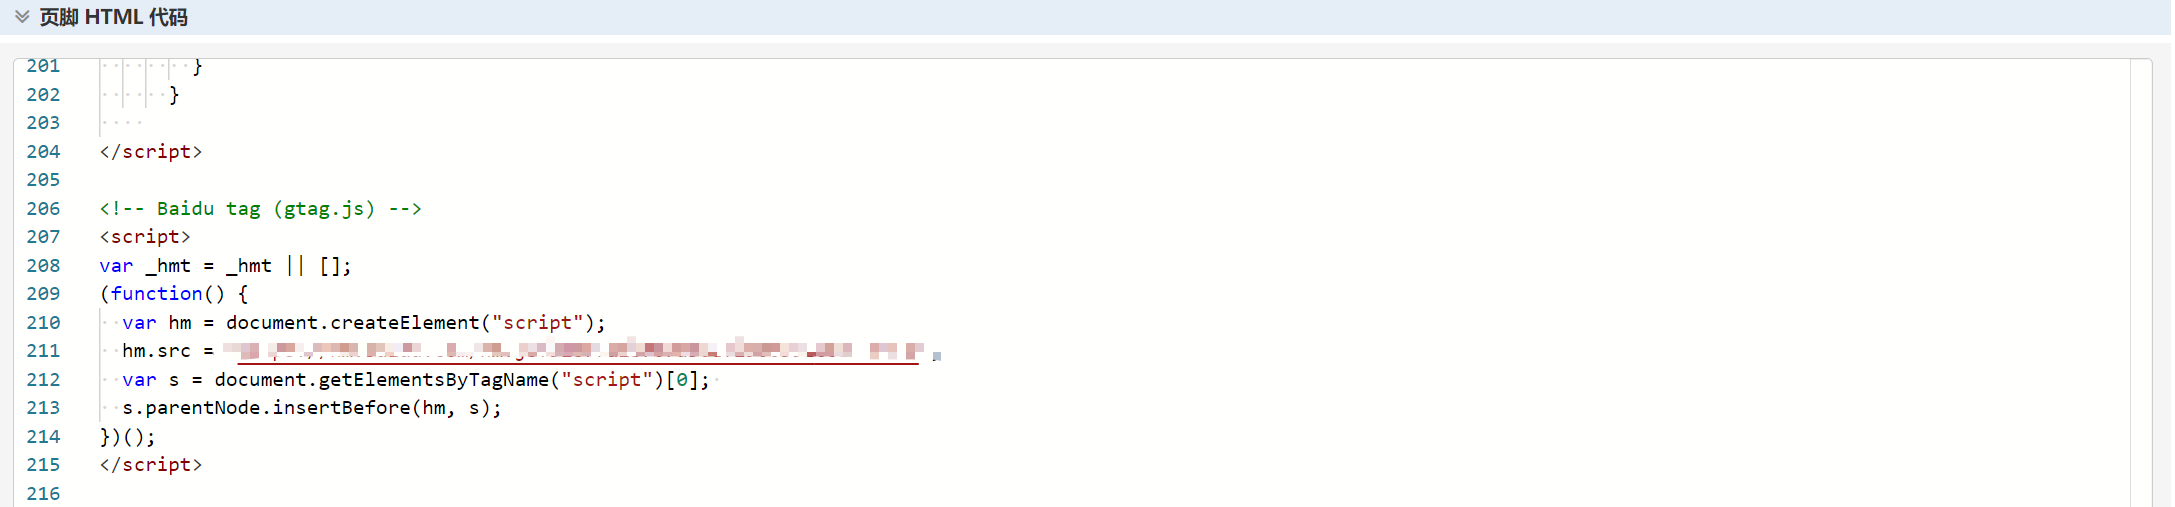 页脚 HTML 代码
201 }
202 }
203
204 </script>
205
206 <!-- Baidu tag (gtag.js) -->
207 <script>
208 var _hmt = _hmt || [];
209 (function() {
210 var hm = document.createElement("script");
211 hm.src =
212 var s = document.getElementsByTagName("script")[0];
213 s.parentNode.insertBefore(hm, s);
214 })();
215 </script>
216